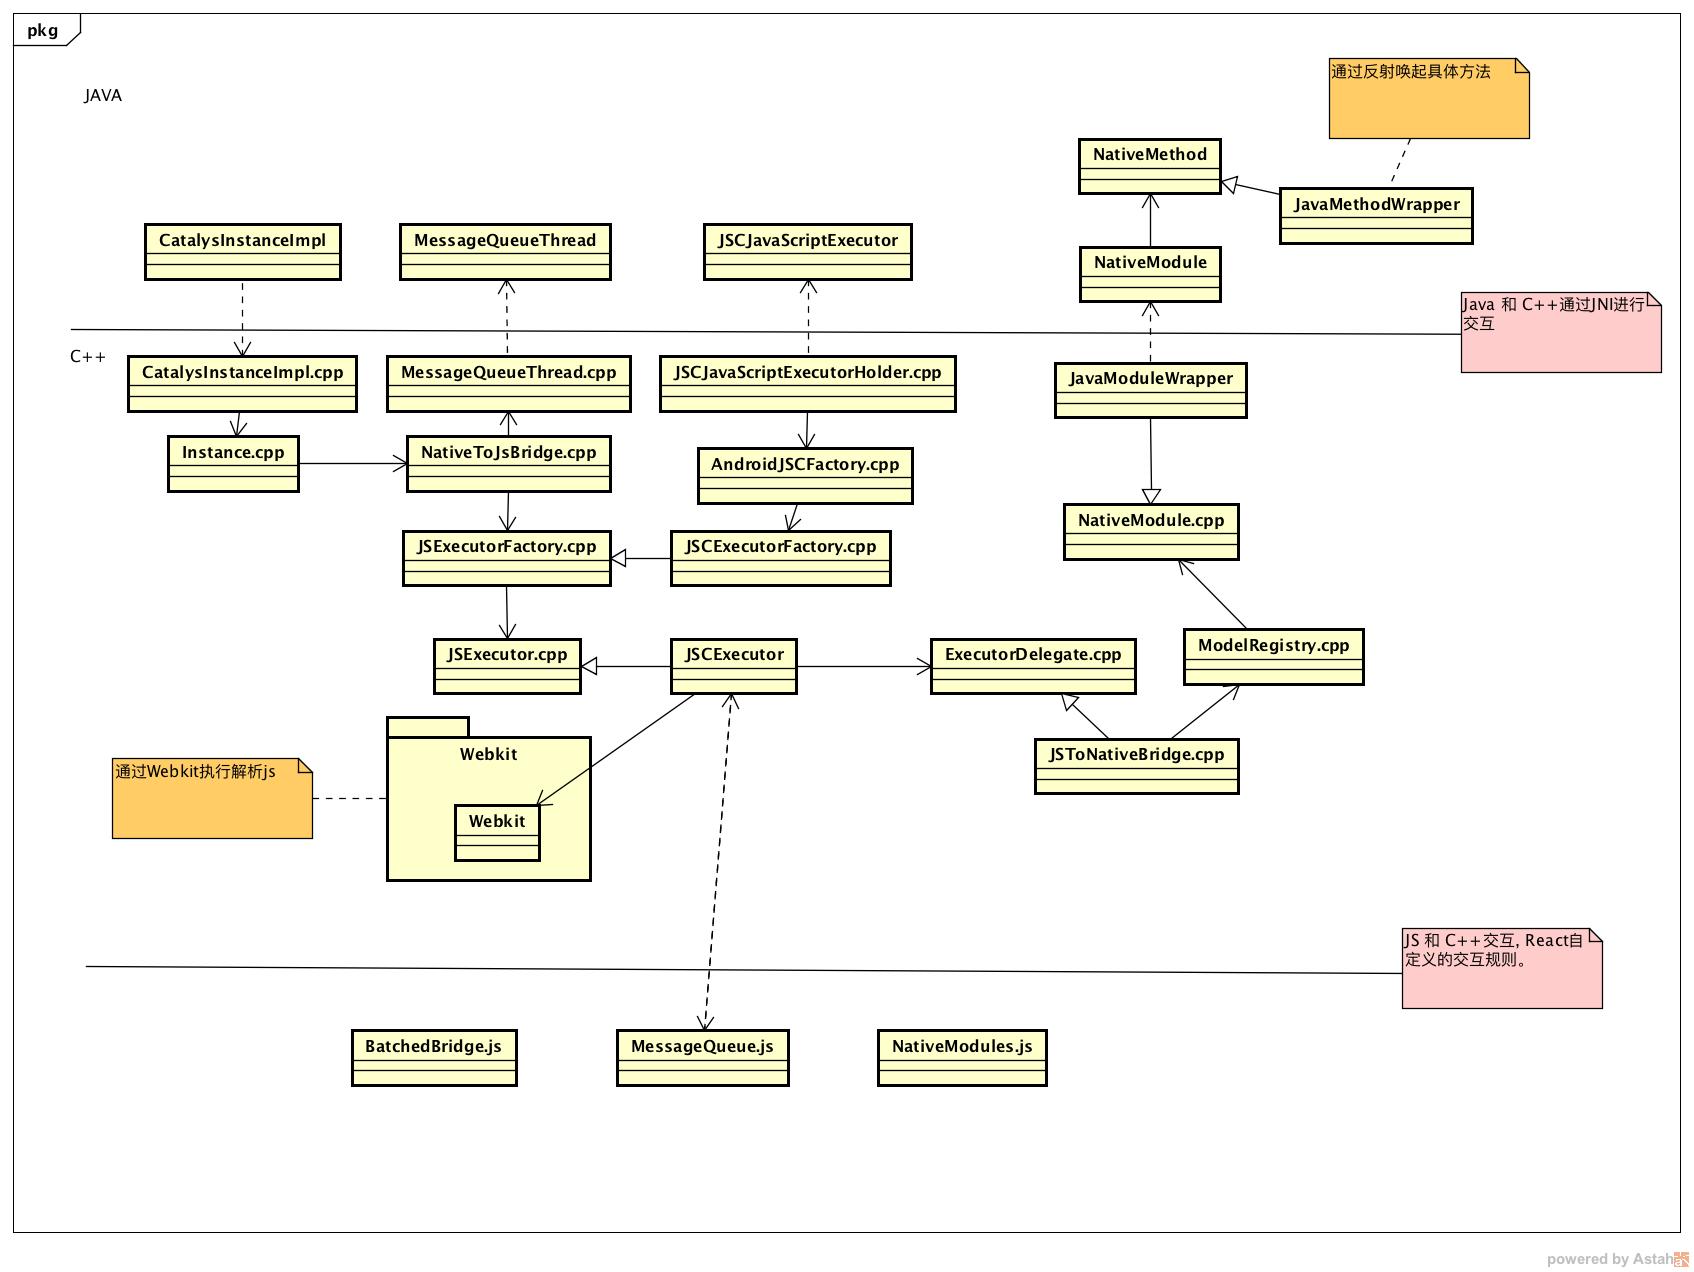 pkg
JAVA
通过反射唤起具体方法
NativeMethod
JavaMethodWrapper
CatalysInstanceImpl
MessageQueueThread
JSCJavaScriptExecutor
NativeModule
Java 和 C++通过JNI进行
交互
C++
CatalysInstanceImpl.cpp
MessageQueueThread.cpp
JSCJavaScriptExecutorHolder.cpp
JavaModuleWrapper
Instance.cpp
NativeToJsBridge.cpp
AndroidJSCFactory.cpp
NativeModule.cpp
JSExecutorFactory.cpp
JSCExecutorFactory.cpp
JSExecutor.cpp
JSCExecutor
ExecutorDelegate.cpp
ModelRegistry.cpp
Webkit
JSToNativeBridge.cpp
通过Webkit执行解析js
Webkit
JS 和 C++交互, React自
定义的交互规则。
BatchedBridge.js
MessageQueue.js
NativeModules.js
powered by Astah